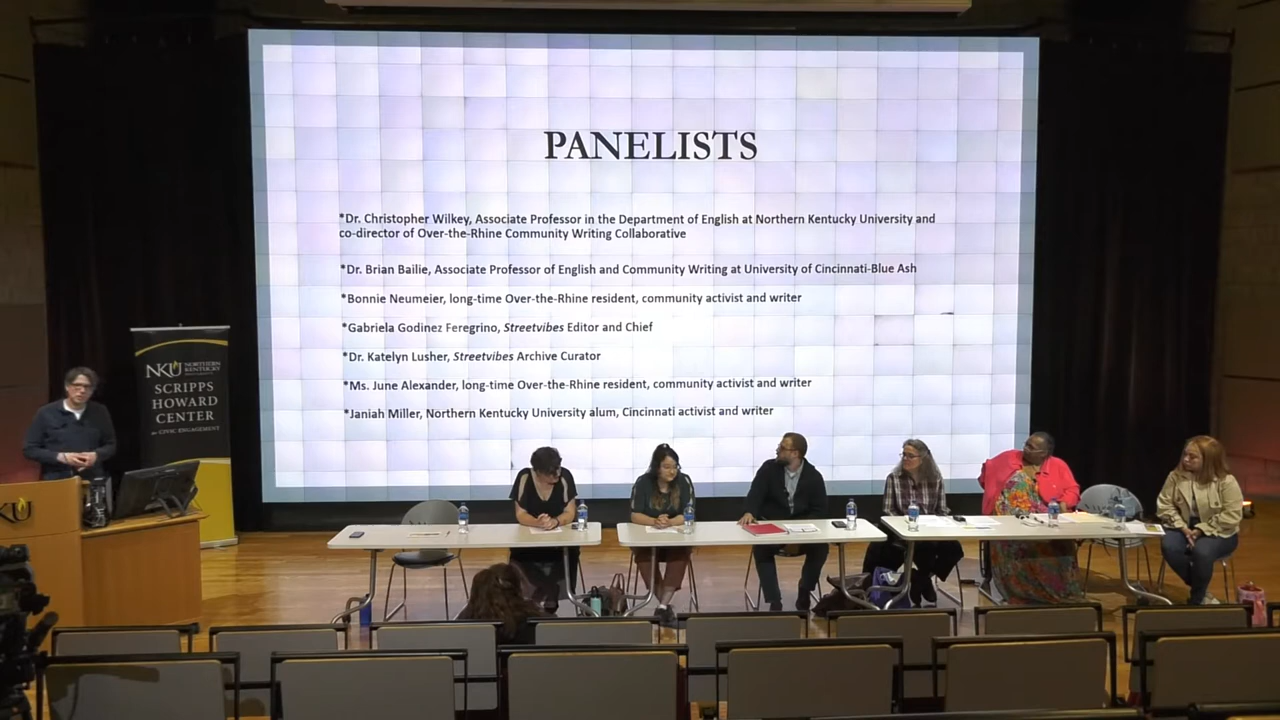 PANELISTS
*Dr. Christopher Wilkey, Associate Professor in the Department of English at Northern Kentucky University and
co-director of Over-the-Rhine Community Writing Collaborative
*Dr. Brian Bailie, Associate Professor of English and Community Writing at University of Cincinnati-Blue Ash
*Bonnie Neumeier, long-time Over-the-Rhine resident, community activist and writer
*Gabriela Godinez Feregrino, Streetvibes Editor and Chief
*Dr. Katelyn Lusher, Streetvibes Archive Curator
*Ms. June Alexander, long-time Over-the-Rhine resident, community activist and writer
*Janiah Miller, Northern Kentucky University alum, Cincinnati activist and writer
NKU NORTHERN
KENTUCKY
SCRIPPS
HOWARD
CENTER
for CIVIC ENGAGEMENT
KU